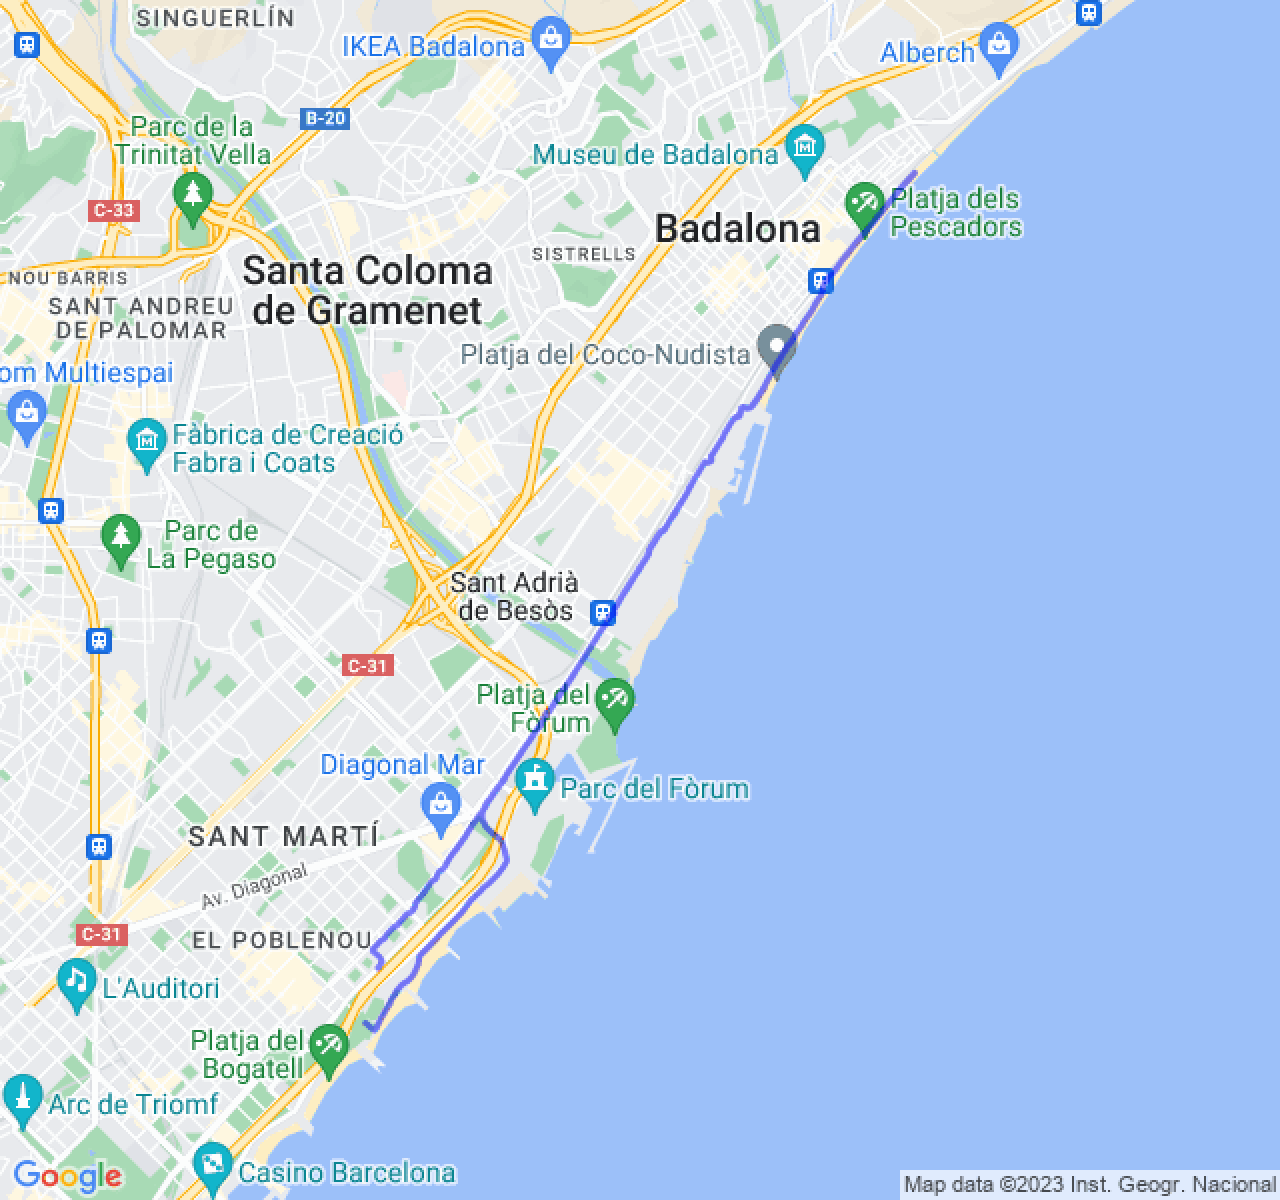 SINGUERLÍN
IKEA Badalona
Alberch
B-20
Parc de la
Trinitat Vella
Museu de Badalona
C-33
Platja dels
Pescadors
Badalona
SISTRELLS
NOU BARRIS
Santa Coloma
de Gramenet
SANT ANDREU
DE PALOMAR
Platja del Coco-Nudista
om Multiespai
Fàbrica de Creació
Fabra i Coats
Parc de
La Pegaso
Sant Adrià
de Besòs
C-31
Platja del
Fòrum
Diagonal Mar
Parc del Fòrum
SANT MARTÍ
Av. Diagonal
C-31
EL POBLENOU
L'Auditori
Platja del
Bogatell
Arc de Triomf
Casino Barcelona
Google
Map data ©2023 Inst. Geogr. Nacional